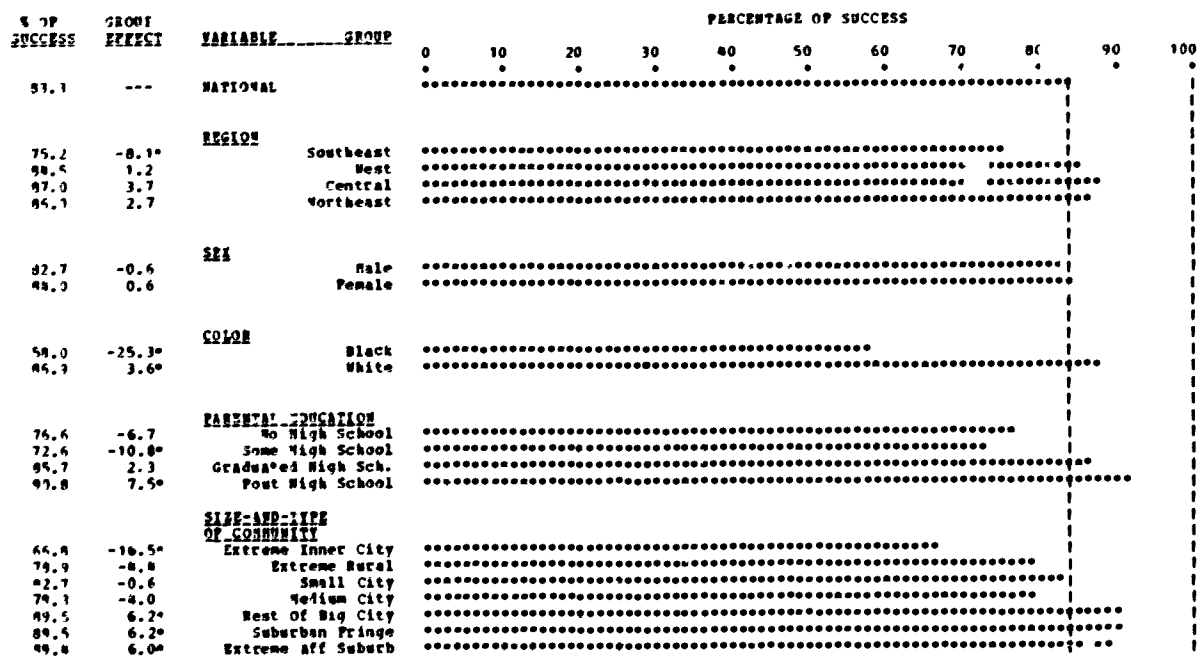 % OF GROUP PERCENTAGE OF SUCCESS
SUCCESS EFFECT VARIABLE GROUP 0 10 20 30 40 50 60 70 80 90 100
83.3 --- NATIONAL
REGION
75.2 -8.1* Southeast
84.5 1.2 West
87.0 3.7 Central
2.7 Northeast
SEX
82.7 -0.6 Male
84.0 0.6 Female
COLOR
58.0 -25.3* Black
86.9 3.6* White
PARENTAL EDUCATION
76.6 -6.7 No High School
72.6 -10.8* Some High School
85.7 2.3 Graduated High Sch.
90.8 7.5* Post High School
SIZE-AND-TYPE
OF COMMUNITY
66.8 -16.5* Extreme Inner City
Extreme Rural
82.7 -0.6 Small City
79.3 -4.0 Medium City
89.5 6.2* Rest Of Big City
89.5 6.2* Suburban Fringe
6.0* Extreme Aff Suburb